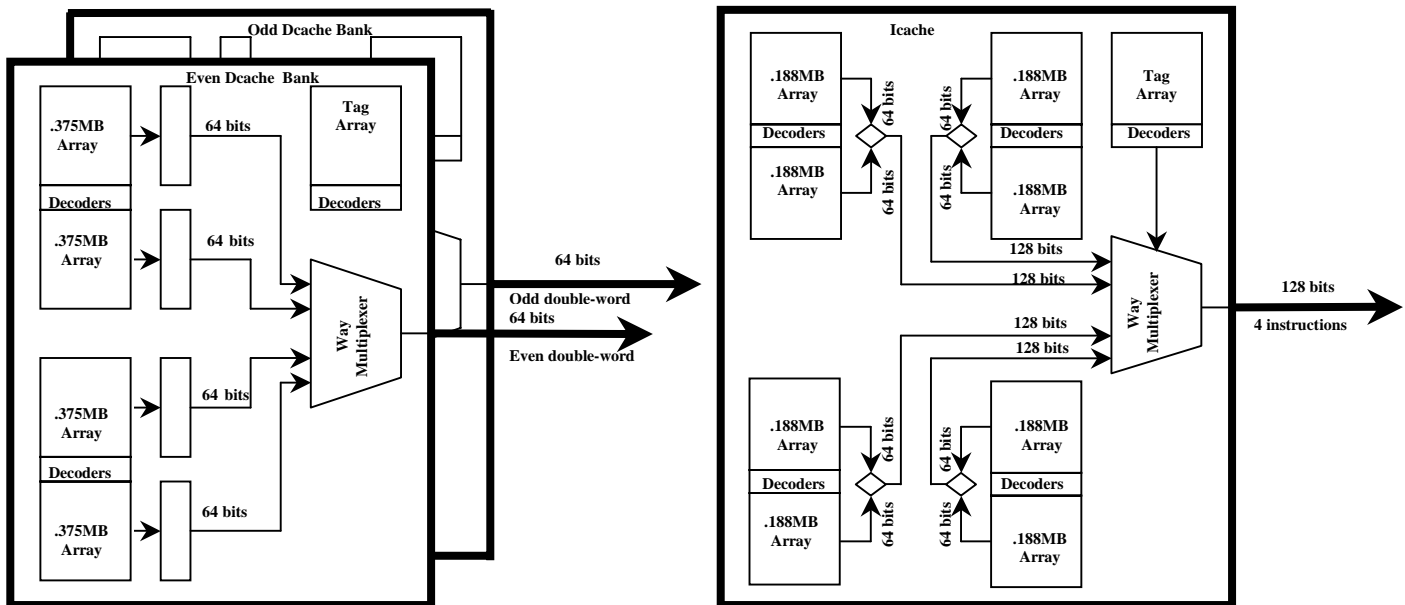 Odd Dcache Bank
Even Dcache Bank
.375MB
Array
64 bits
Tag
Array
Decoders
Decoders
.375MB
Array
64 bits
Way
Multiplexer
.375MB
Array
64 bits
Decoders
.375MB
Array
64 bits
64 bits
Odd double-word
64 bits
Even double-word
Icache
.188MB
Array
64 bits
Decoders
.188MB
Array
64 bits
64 bits
.188MB
Array
Decoders
64 bits
.188MB
Array
Tag
Array
Decoders
128 bits
128 bits
128 bits
128 bits
Way
Multiplexer
128 bits
4 instructions
.188MB
Array
64 bits
Decoders
.188MB
Array
64 bits
64 bits
.188MB
Array
Decoders
64 bits
.188MB
Array